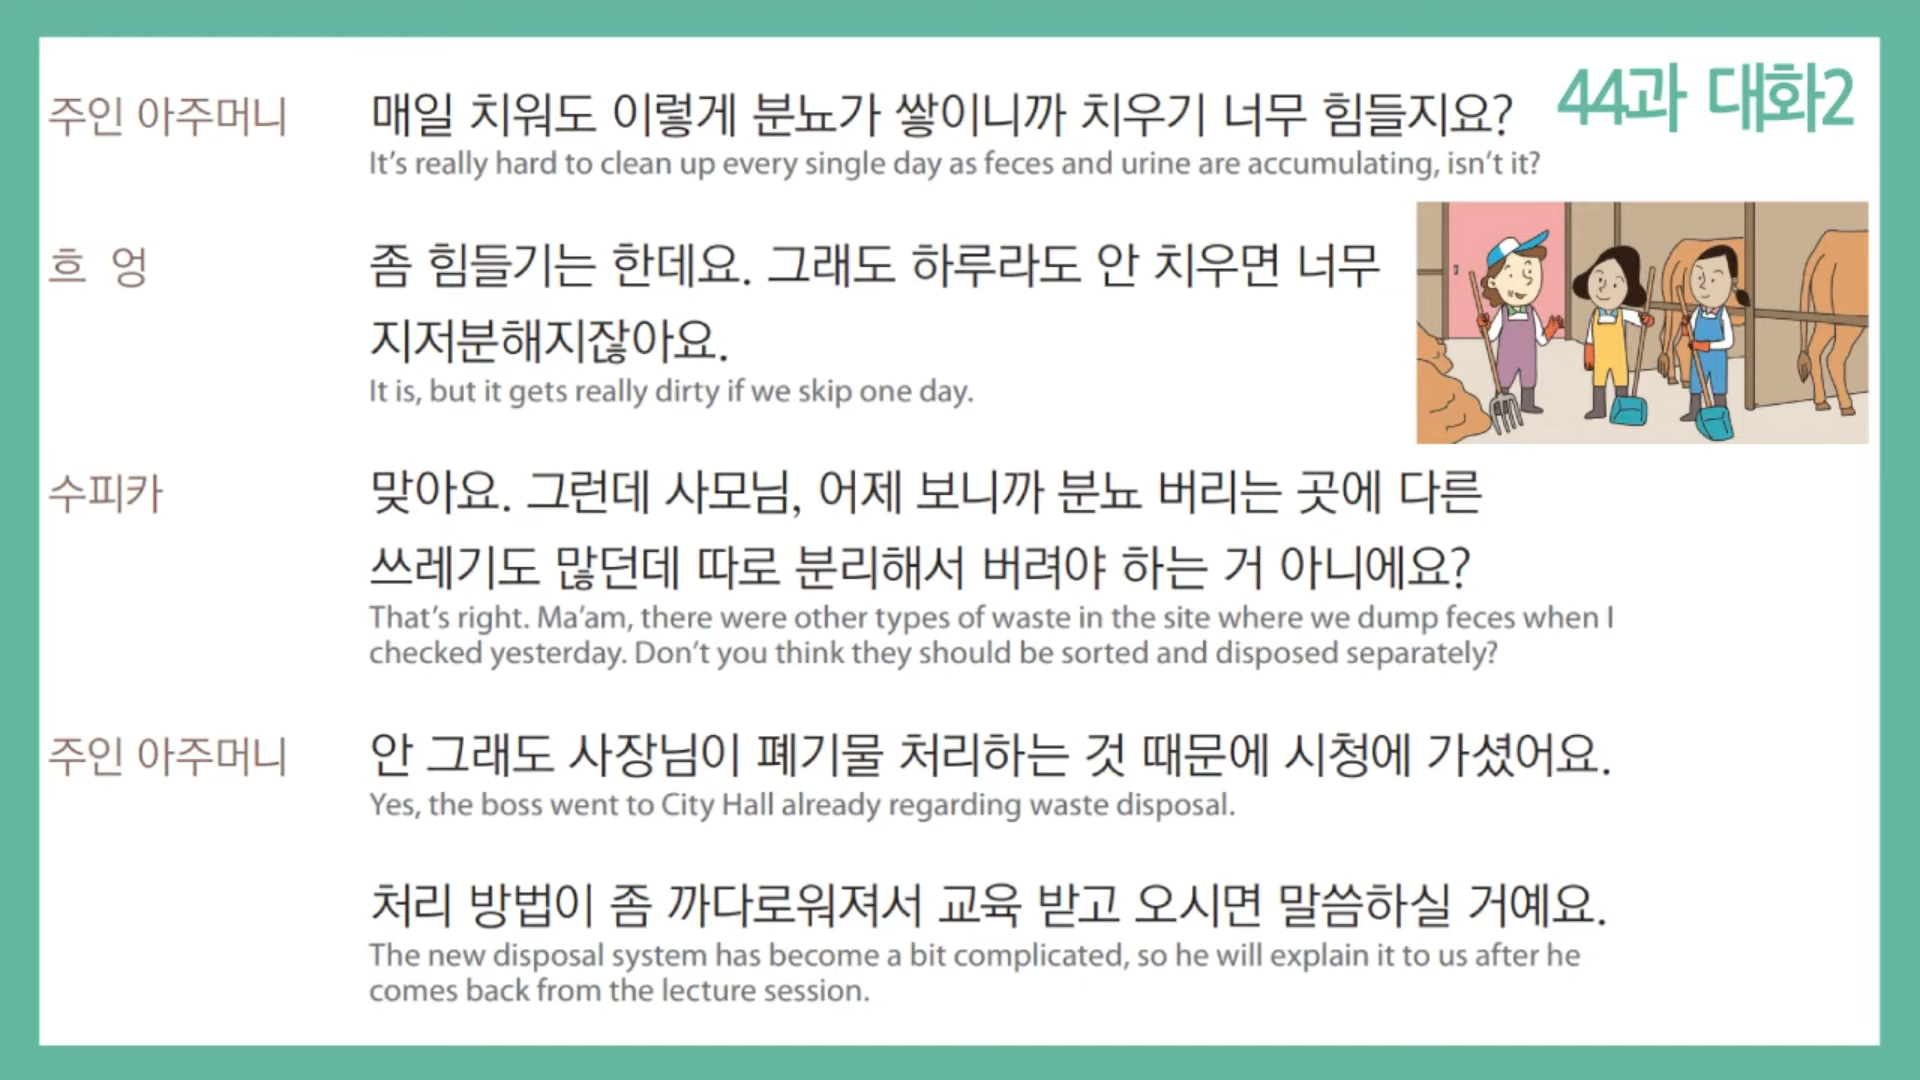 44과 대화2
주인 아주머니 매일 치워도 이렇게 분뇨가 쌓이니까 치우기 너무 힘들지요?
It's really hard to clean up every single day as feces and urine are accumulating, isn't it?
흐 엉 좀 힘들기는 한데요. 그래도 하루라도 안 치우면 너무
지저분해지잖아요.
It is, but it gets really dirty if we skip one day.
수피카 맞아요. 그런데 사모님, 어제 보니까 분뇨 버리는 곳에 다른
쓰레기도 많던데 따로 분리해서 버려야 하는 거 아니에요?
That's right. Ma'am, there were other types of waste in the site where we dump feces when I
checked yesterday. Don't you think they should be sorted and disposed separately?
주인 아주머니 안 그래도 사장님이 폐기물 처리하는 것 때문에 시청에 가셨어요.
Yes, the boss went to City Hall already regarding waste disposal.
처리 방법이 좀 까다로워져서 교육 받고 오시면 말씀하실 거예요.
The new disposal system has become a bit complicated, so he will explain it to us after he
comes back from the lecture session.